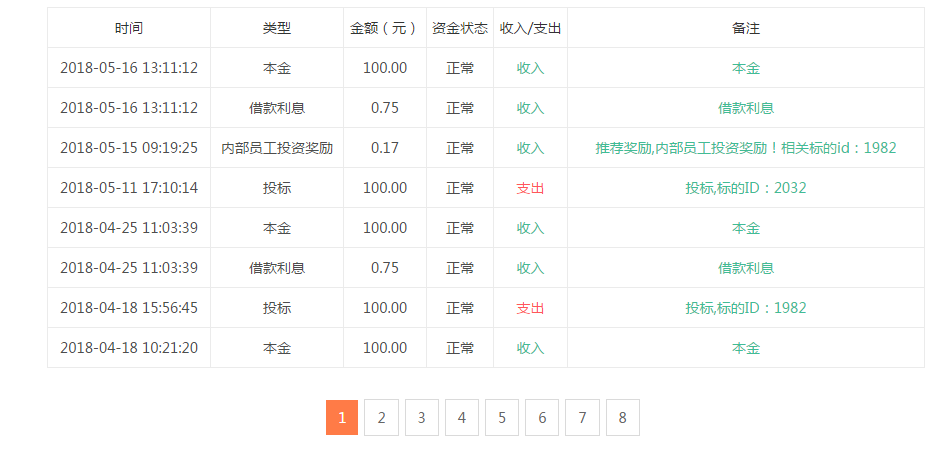 时间 类型 金额（元） 资金状态 收入/支出 备注
2018-05-16 13:11:12 本金 100.00 正常 收入 本金
2018-05-16 13:11:12 借款利息 0.75 正常 收入 借款利息
2018-05-15 09:19:25 内部员工投资奖励 0.17 正常 收入 推荐奖励,内部员工投资奖励！相关标的id：1982
2018-05-11 17:10:14 投标 100.00 正常 支出 投标,标的ID：2032
2018-04-25 11:03:39 本金 100.00 正常 收入 本金
2018-04-25 11:03:39 借款利息 0.75 正常 收入 借款利息
2018-04-18 15:56:45 投标 100.00 正常 支出 投标,标的ID：1982
2018-04-18 10:21:20 本金 100.00 正常 收入 本金
1 2 3 4 5 6 7 8